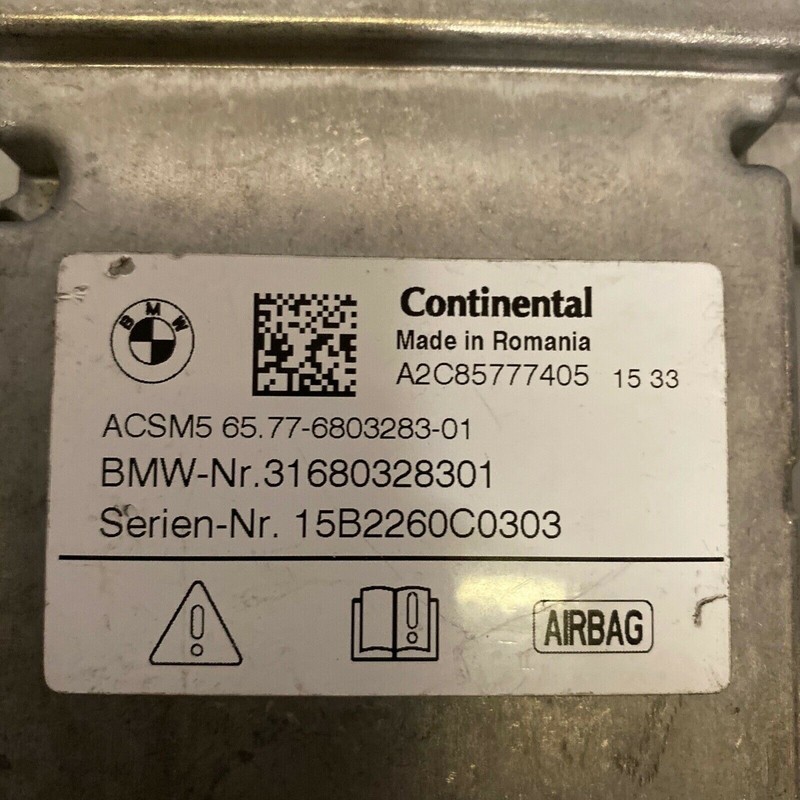 BMW
Continental
Made in Romania
A2C85777405 15 33
ACSM5 65.77-6803283-01
BMW-Nr.31680328301
Serien-Nr. 15B2260C0303
AIRBAG